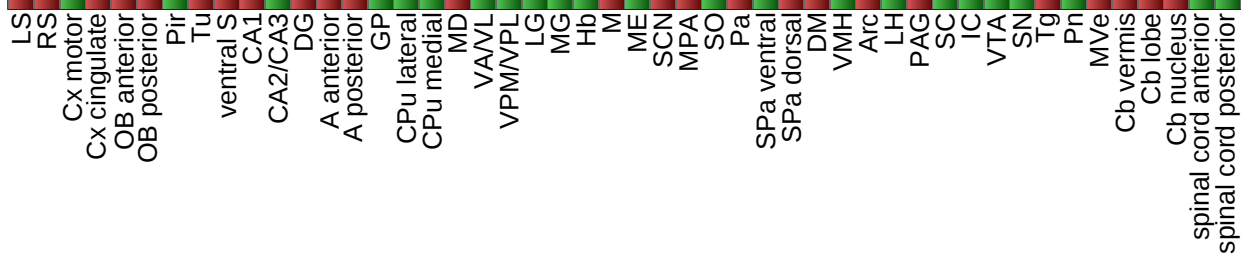 LS
RS
Cx motor
Cx cingulate
OB anterior
OB posterior
Pir
Tu
ventral S
CA1
CA2/CA3
DG
A anterior
A posterior
GP
CPu lateral
CPu medial
MD
VA/VL
VPM/VPL
LG
MG
Hb
M
ME
SCN
MPA
SO
Pa
SPa ventral
SPa dorsal
DM
VMH
Arc
LH
PAG
SC
IC
VTA
SN
Tg
Pn
MVe
Cb vermis
Cb lobe
Cb nucleus
spinal cord anterior
spinal cord posterior